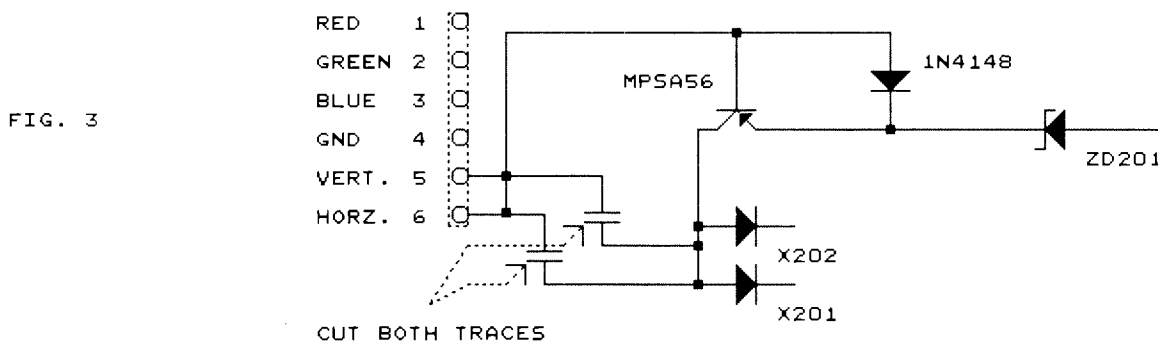 RED 1
GREEN 2
BLUE 3
GND 4
VERT. 5
HORZ. 6
FIG. 3
MPSA56
1N4148
ZD201
X202
X201
CUT BOTH TRACES